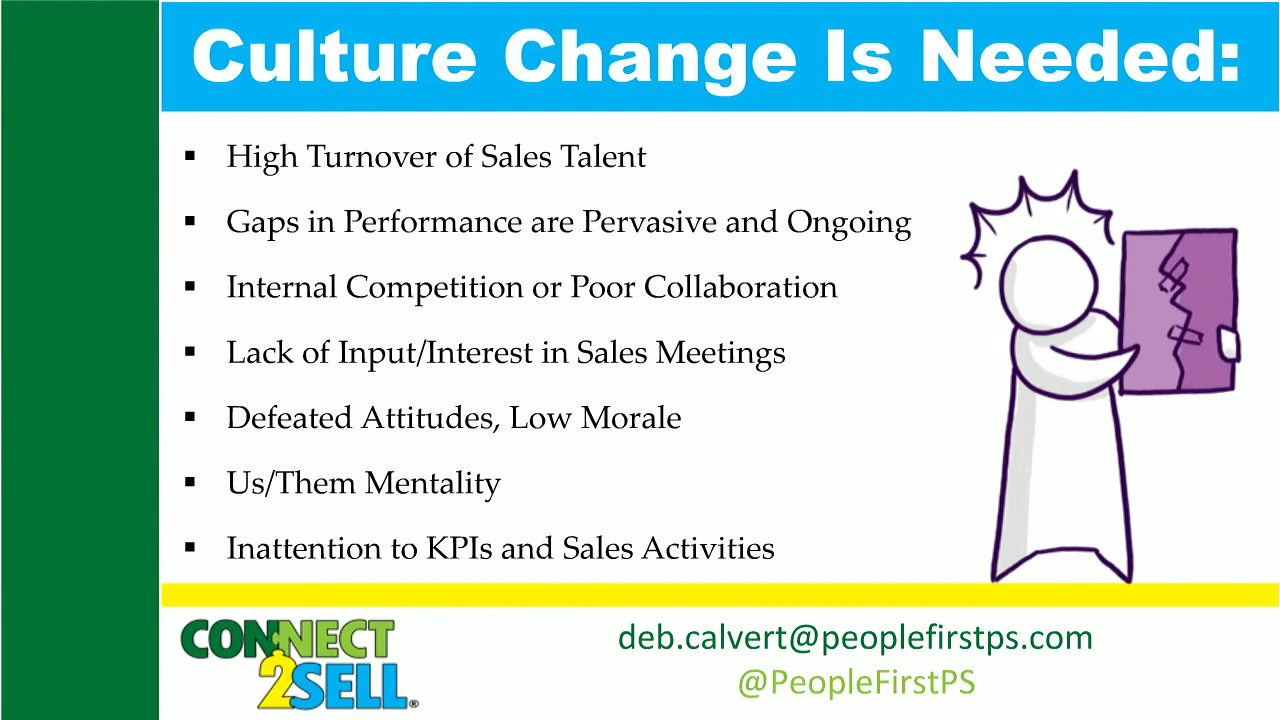 Culture Change Is Needed:
▪ High Turnover of Sales Talent
▪ Gaps in Performance are Pervasive and Ongoing
▪ Internal Competition or Poor Collaboration
▪ Lack of Input/Interest in Sales Meetings
▪ Defeated Attitudes, Low Morale
▪ Us/Them Mentality
▪ Inattention to KPIs and Sales Activities
CONNECT
2SELL®
deb.calvert@peoplefirstps.com
@PeopleFirstPS